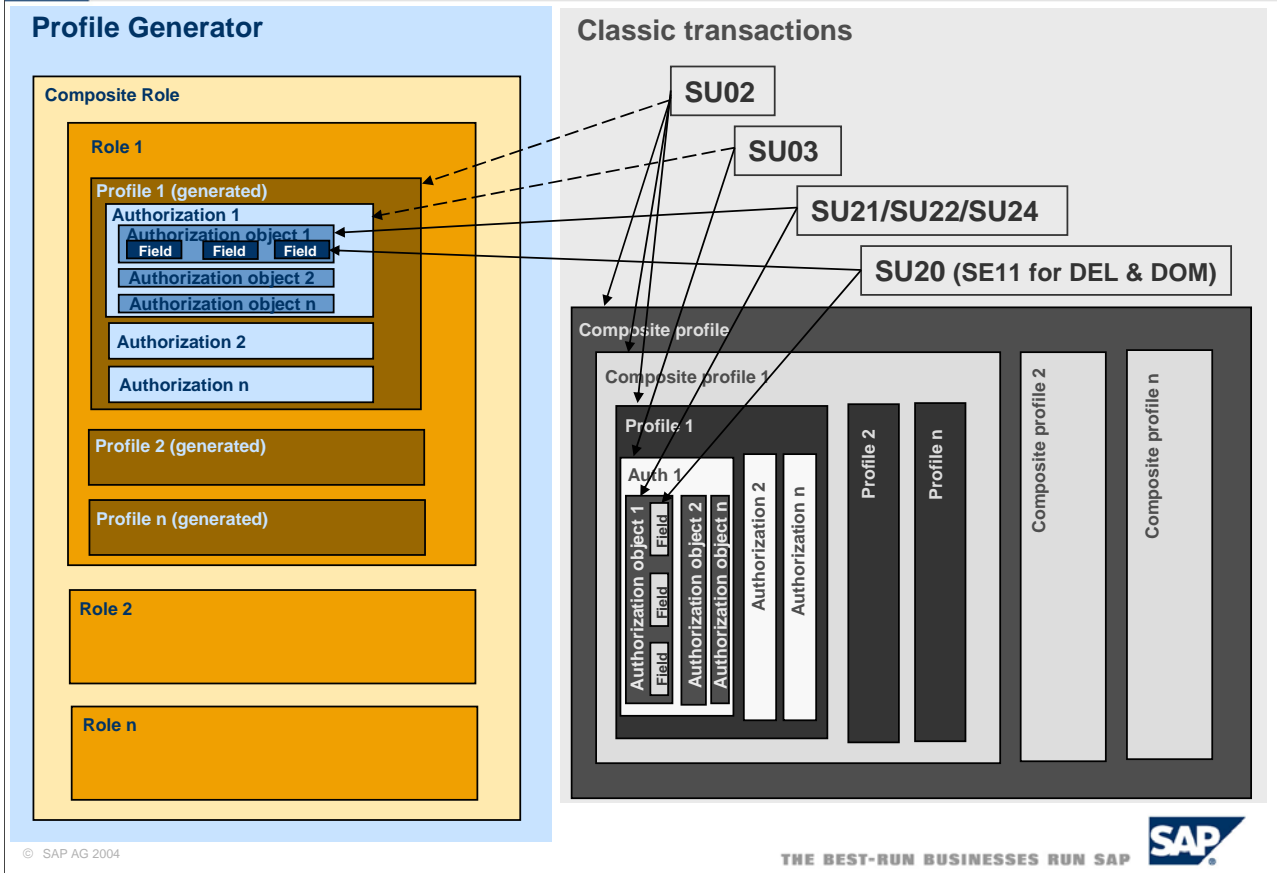 Profile Generator
Classic transactions
Composite Role
Role 1
Profile 1 (generated)
Authorization 1
Authorization object 1
Field
Field
Field
Authorization object 2
Authorization object n
Authorization 2
Authorization n
Profile 2 (generated)
Profile n (generated)
Role 2
Role n
SU02
SU03
SU21/SU22/SU24
SU20 (SE11 for DEL & DOM)
Composite profile
Composite profile 1
Profile 1
Auth 1
Authorization object 1
Field
Field
Field
Authorization object 2
Authorization object n
Authorization 2
Authorization n
Profile 2
Profile n
Composite profile 2
Composite profile n
© SAP AG 2004
THE BEST-RUN BUSINESSES RUN SAP
SAP